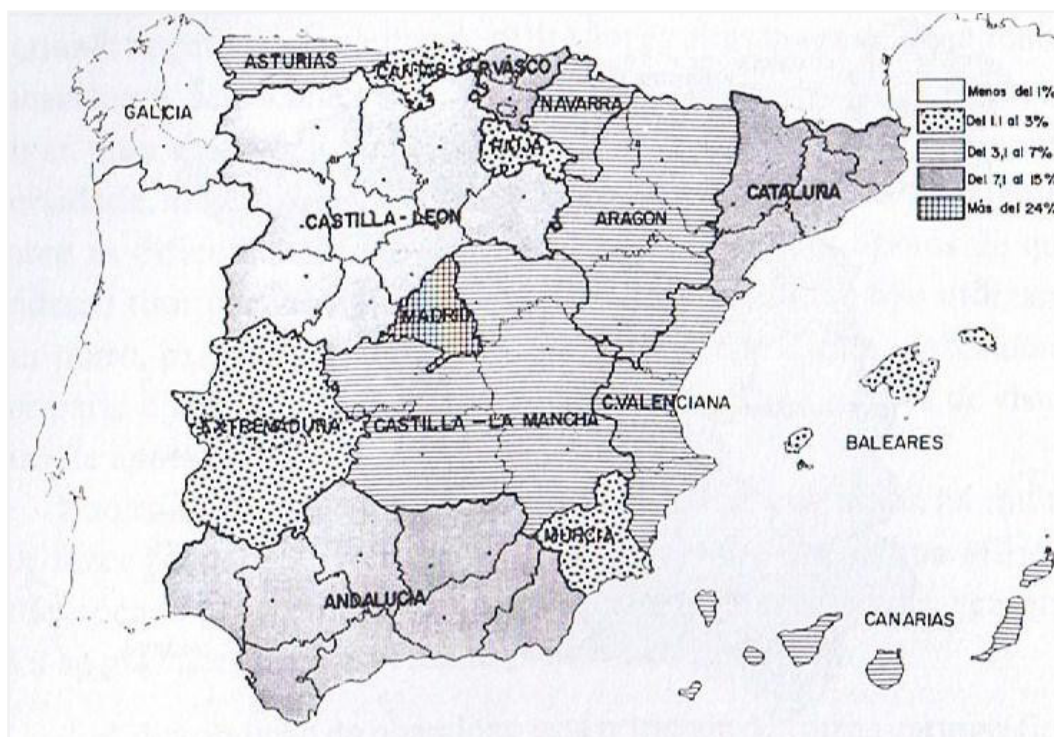 ASTURIAS
CANTAB.
P. VASCO
GALICIA
NAVARRA
RIOJA
CATALUÑA
CASTILLA-LEON
ARAGON
MADRID
C.VALENCIANA
EXTREMADURA
CASTILLA-LA MANCHA
BALEARES
MURCIA
ANDALUCIA
CANARIAS
Menos del 1%
Del 1,1 al 3%
Del 3,1 al 7%
Del 7,1 al 15%
Más del 24%